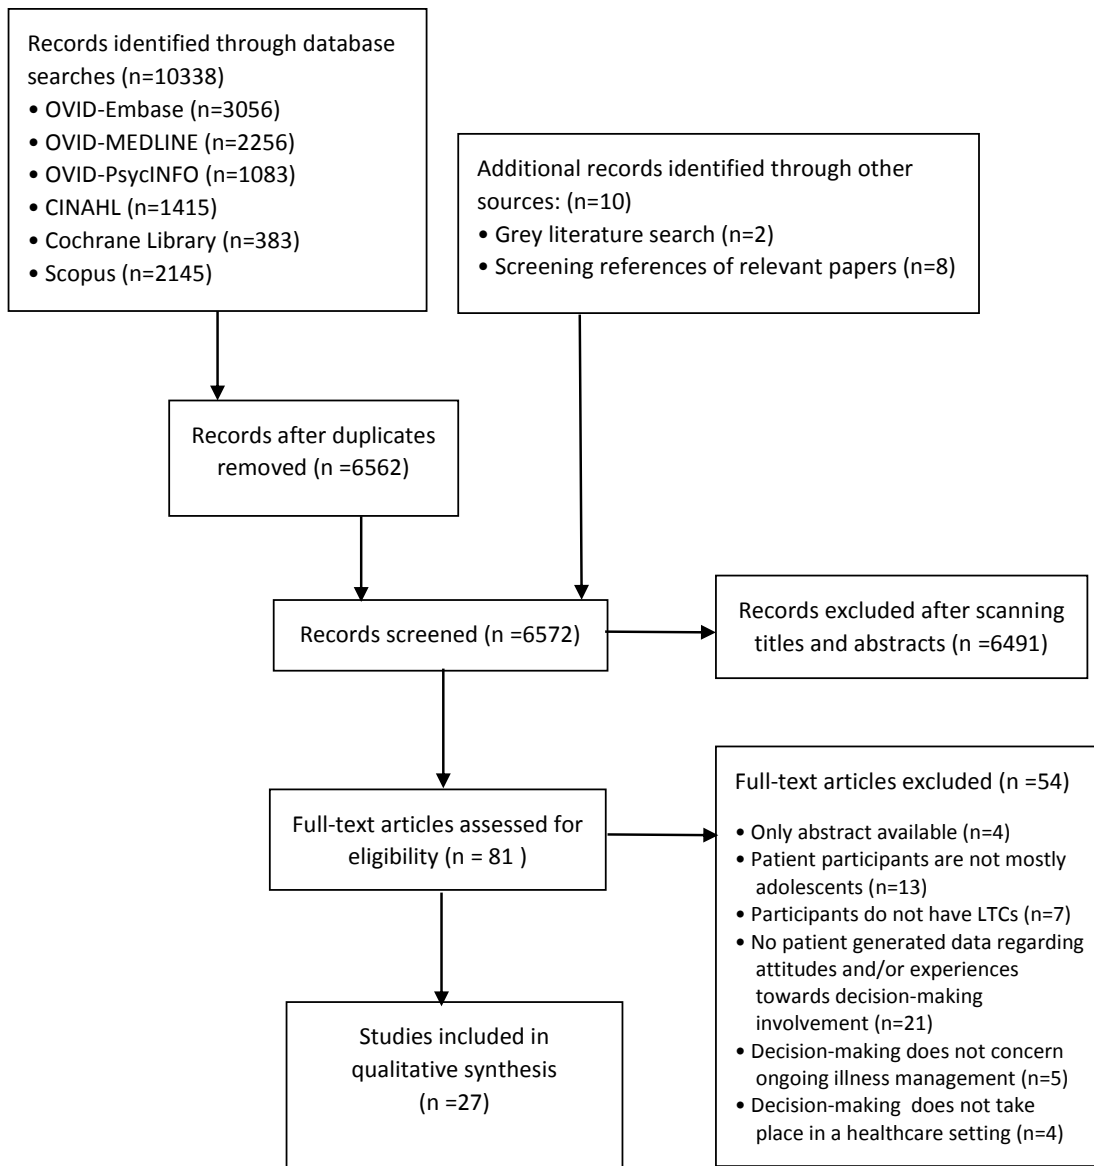 Records identified through database
searches (n=10338)
• OVID-Embase (n=3056)
• OVID-MEDLINE (n=2256)
• OVID-PsycINFO (n=1083)
• CINAHL (n=1415)
• Cochrane Library (n=383)
• Scopus (n=2145)
Additional records identified through other
sources: (n=10)
• Grey literature search (n=2)
• Screening references of relevant papers (n=8)
Records after duplicates
removed (n =6562)
Records screened (n =6572)
Records excluded after scanning
titles and abstracts (n =6491)
Full-text articles assessed for
eligibility (n = 81 )
Full-text articles excluded (n =54)
• Only abstract available (n=4)
• Patient participants are not mostly
adolescents (n=13)
• Participants do not have LTCs (n=7)
• No patient generated data regarding
attitudes and/or experiences
towards decision-making
involvement (n=21)
• Decision-making does not concern
ongoing illness management (n=5)
• Decision-making does not take
place in a healthcare setting (n=4)
Studies included in
qualitative synthesis
(n =27)